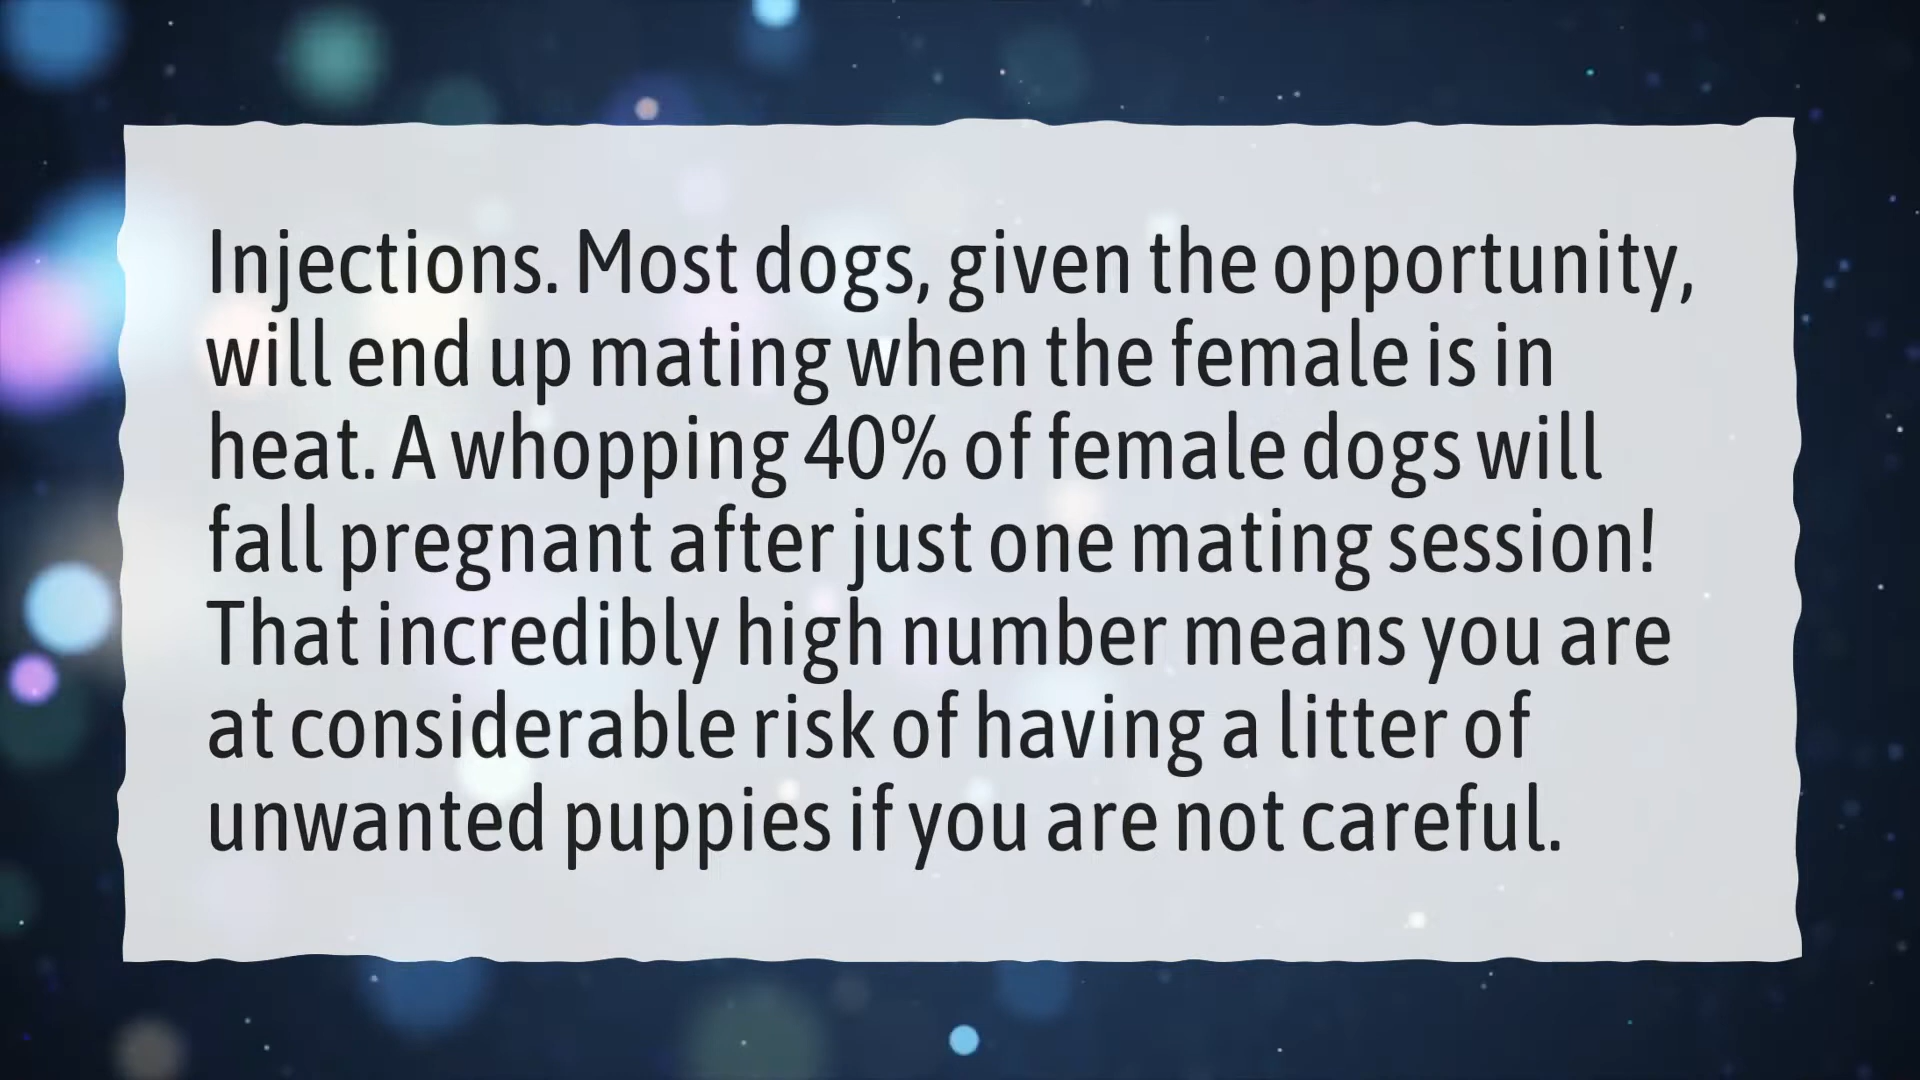 Injections. Most dogs, given the opportunity,
will end up mating when the female is in
heat. A whopping 40% of female dogs will
fall pregnant after just one mating session!
That incredibly high number means you are
at considerable risk of having a litter of
unwanted puppies if you are not careful.